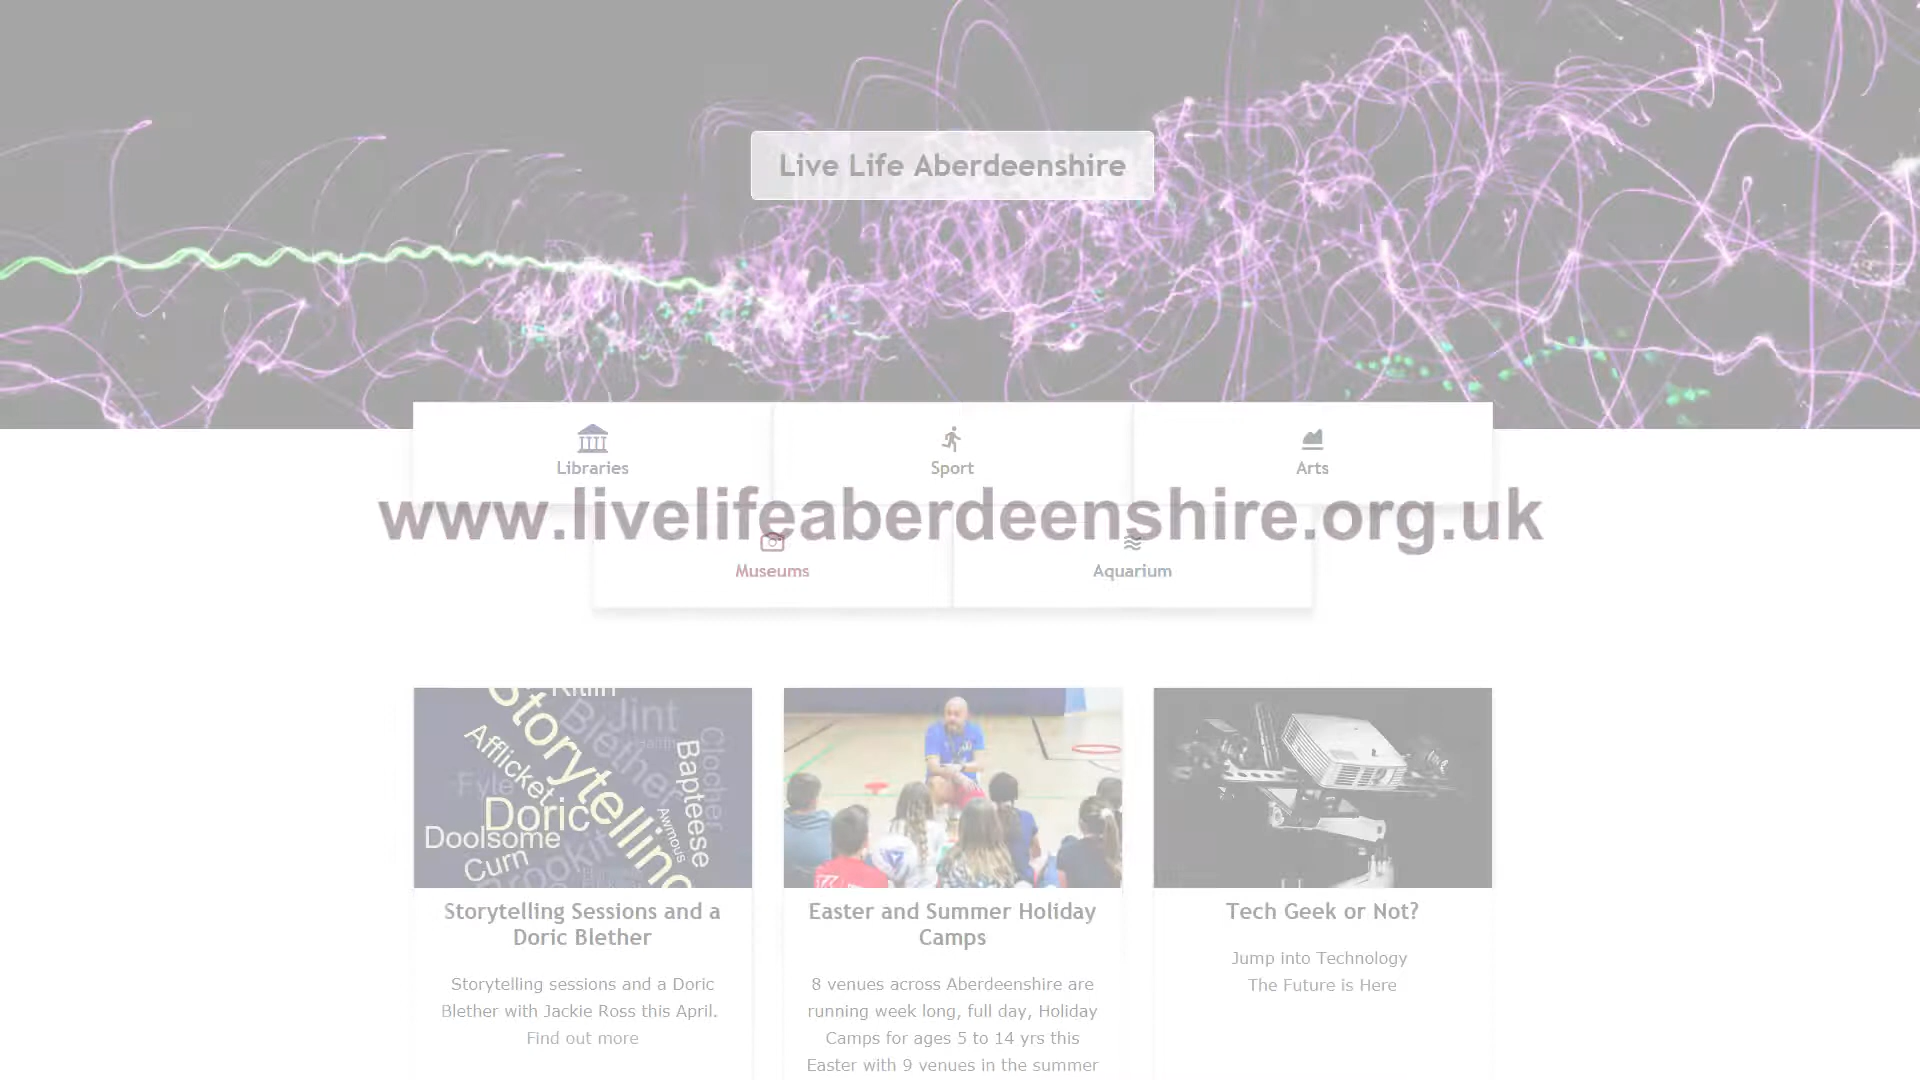 Live Life Aberdeenshire
Libraries
Sport
Arts
www.livelifeaberdeenshire.org.uk
Museums
Aquarium
Kitlin
Storytelling
Blether
Jint
Clocher
Afflicket
Fyle
Doric
Bapteese
Awmous
Doolsome
Curn
Storytelling Sessions and a
Doric Blether
Storytelling sessions and a Doric
Blether with Jackie Ross this April.
Find out more
Easter and Summer Holiday
Camps
8 venues across Aberdeenshire are
running week long, full day, Holiday
Camps for ages 5 to 14 yrs this
Easter with 9 venues in the summer
Tech Geek or Not?
Jump into Technology
The Future is Here